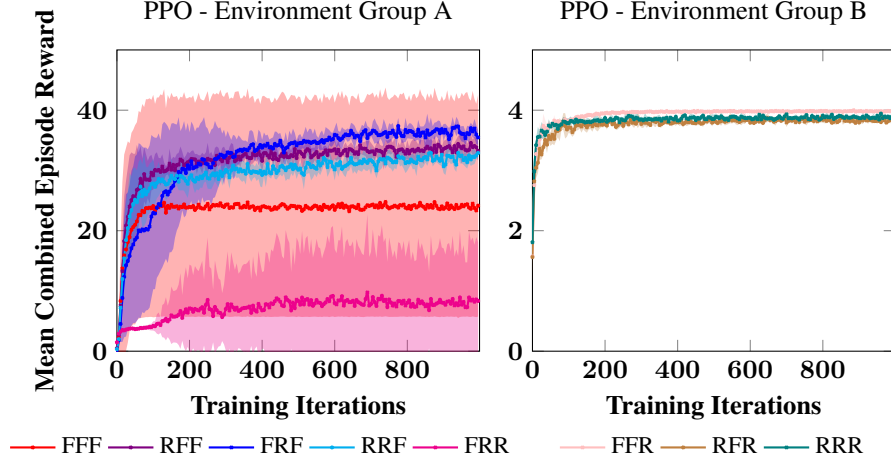 PPO - Environment Group A
PPO - Environment Group B
Mean Combined Episode Reward
40
20
0
0 200 400 600 800
Training Iterations
4
2
0
0 200 400 600 800
Training Iterations
FFF RFF FRF RRF FRR FFR RFR RRR